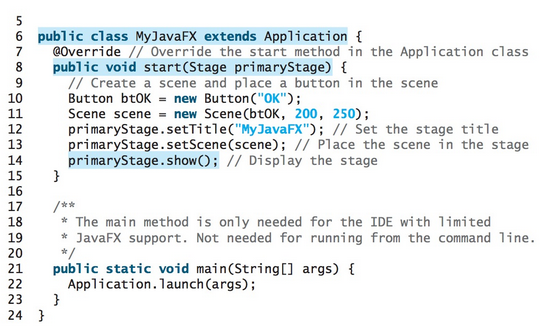 5
6 public class MyJavaFX extends Application {
7   @Override // Override the start method in the Application class
8   public void start(Stage primaryStage) {
9     // Create a scene and place a button in the scene
10     Button btOK = new Button("OK");
11     Scene scene = new Scene(btOK, 200, 250);
12     primaryStage.setTitle("MyJavaFX"); // Set the stage title
13     primaryStage.setScene(scene); // Place the scene in the stage
14     primaryStage.show(); // Display the stage
15   }
16
17   /**
18    * The main method is only needed for the IDE with limited
19    * JavaFX support. Not needed for running from the command line.
20    */
21   public static void main(String[] args) {
22     Application.launch(args);
23   }
24 }